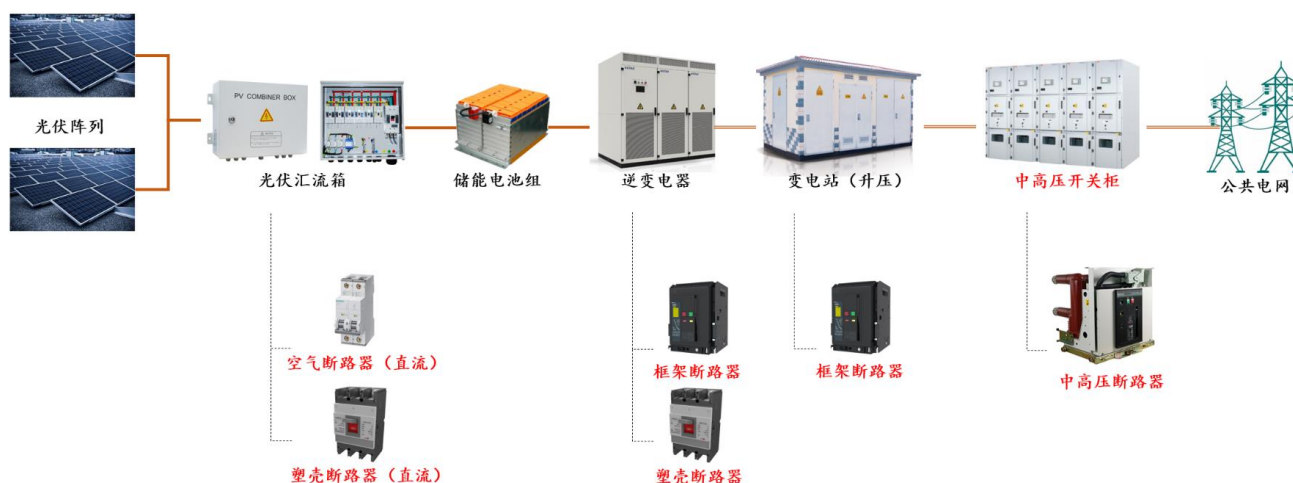 光伏阵列
PV COMBINER BOX
光伏汇流箱
储能电池组
逆变电器
变电站（升压）
中高压开关柜
公共电网
空气断路器（直流）
塑壳断路器（直流）
框架断路器
塑壳断路器
框架断路器
中高压断路器